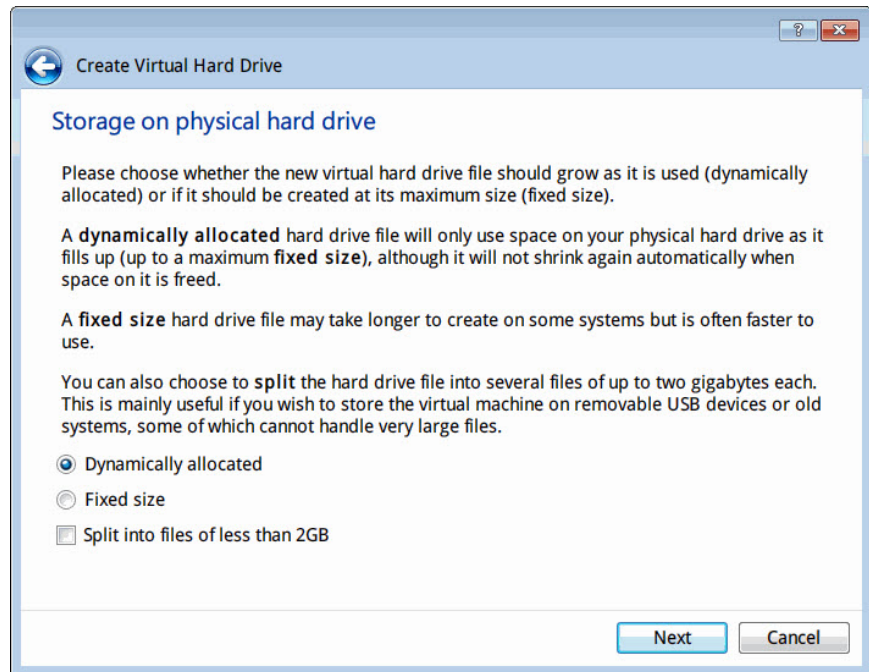 ?
Create Virtual Hard Drive
Storage on physical hard drive
Please choose whether the new virtual hard drive file should grow as it is used (dynamically
allocated) or if it should be created at its maximum size (fixed size).
A dynamically allocated hard drive file will only use space on your physical hard drive as it
fills up (up to a maximum fixed size), although it will not shrink again automatically when
space on it is freed.
A fixed size hard drive file may take longer to create on some systems but is often faster to
use.
You can also choose to split the hard drive file into several files of up to two gigabytes each.
This is mainly useful if you wish to store the virtual machine on removable USB devices or old
systems, some of which cannot handle very large files.
Dynamically allocated
Fixed size
Split into files of less than 2GB
Next Cancel